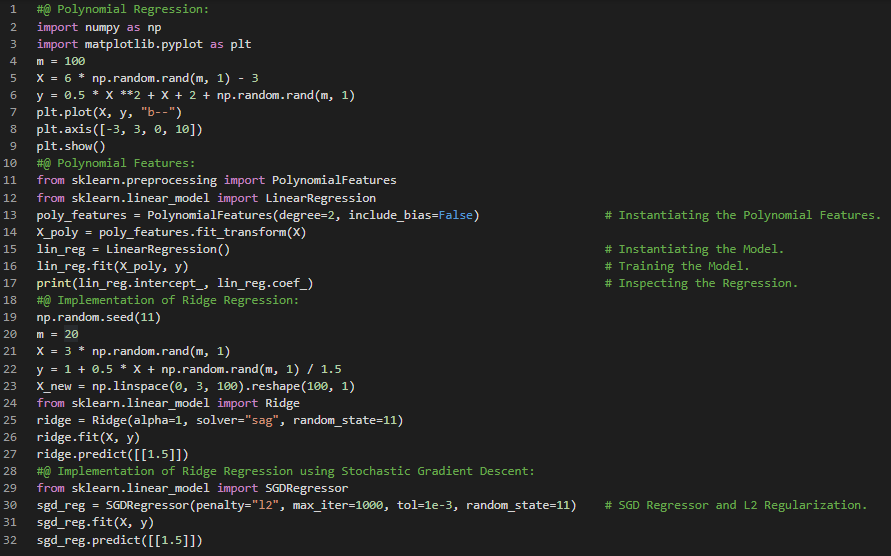 1 #@ Polynomial Regression:
2 import numpy as np
3 import matplotlib.pyplot as plt
4 m = 100
5 X = 6 * np.random.rand(m, 1) - 3
6 y = 0.5 * X **2 + X + 2 + np.random.rand(m, 1)
7 plt.plot(X, y, "b--")
8 plt.axis([-3, 3, 0, 10])
9 plt.show()
10 #@ Polynomial Features:
11 from sklearn.preprocessing import PolynomialFeatures
12 from sklearn.linear_model import LinearRegression
13 poly_features = PolynomialFeatures(degree=2, include_bias=False) # Instantiating the Polynomial Features.
14 X_poly = poly_features.fit_transform(X)
15 lin_reg = LinearRegression() # Instantiating the Model.
16 lin_reg.fit(X_poly, y) # Training the Model.
17 print(lin_reg.intercept_, lin_reg.coef_) # Inspecting the Regression.
18 #@ Implementation of Ridge Regression:
19 np.random.seed(11)
20 m = 20
21 X = 3 * np.random.rand(m, 1)
22 y = 1 + 0.5 * X + np.random.rand(m, 1) / 1.5
23 X_new = np.linspace(0, 3, 100).reshape(100, 1)
24 from sklearn.linear_model import Ridge
25 ridge = Ridge(alpha=1, solver="sag", random_state=11)
26 ridge.fit(X, y)
27 ridge.predict([[1.5]])
28 #@ Implementation of Ridge Regression using Stochastic Gradient Descent:
29 from sklearn.linear_model import SGDRegressor
30 sgd_reg = SGDRegressor(penalty="l2", max_iter=1000, tol=1e-3, random_state=11) # SGD Regressor and L2 Regularization.
31 sgd_reg.fit(X, y)
32 sgd_reg.predict([[1.5]])